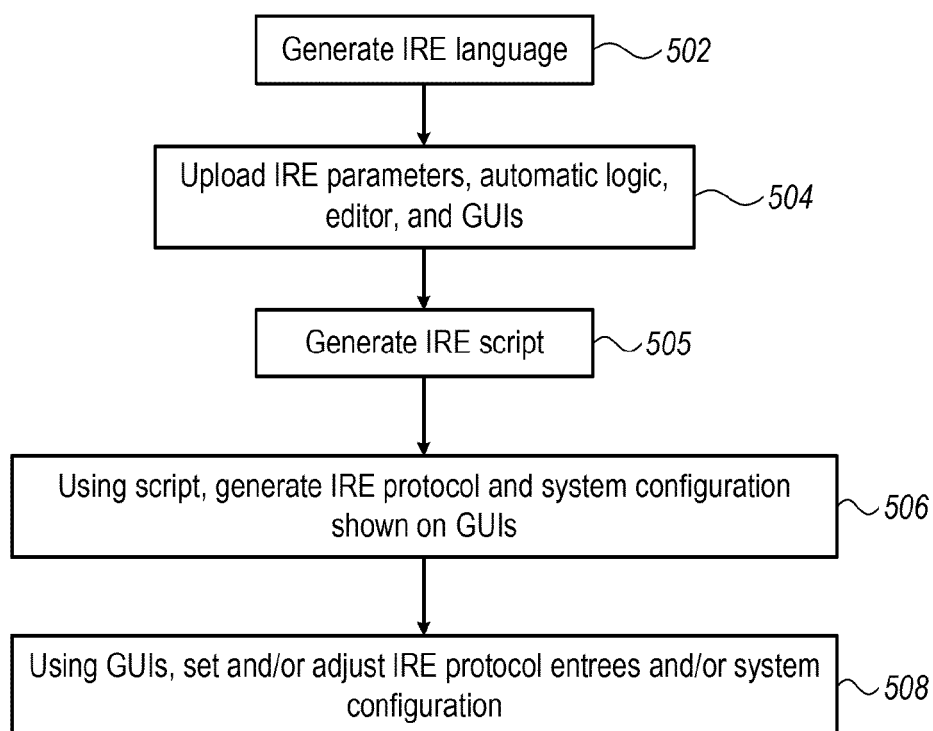 Generate IRE language
502
Upload IRE parameters, automatic logic,
editor, and GUIs
504
Generate IRE script
505
Using script, generate IRE protocol and system configuration
shown on GUIs
506
Using GUIs, set and/or adjust IRE protocol entrees and/or system
configuration
508